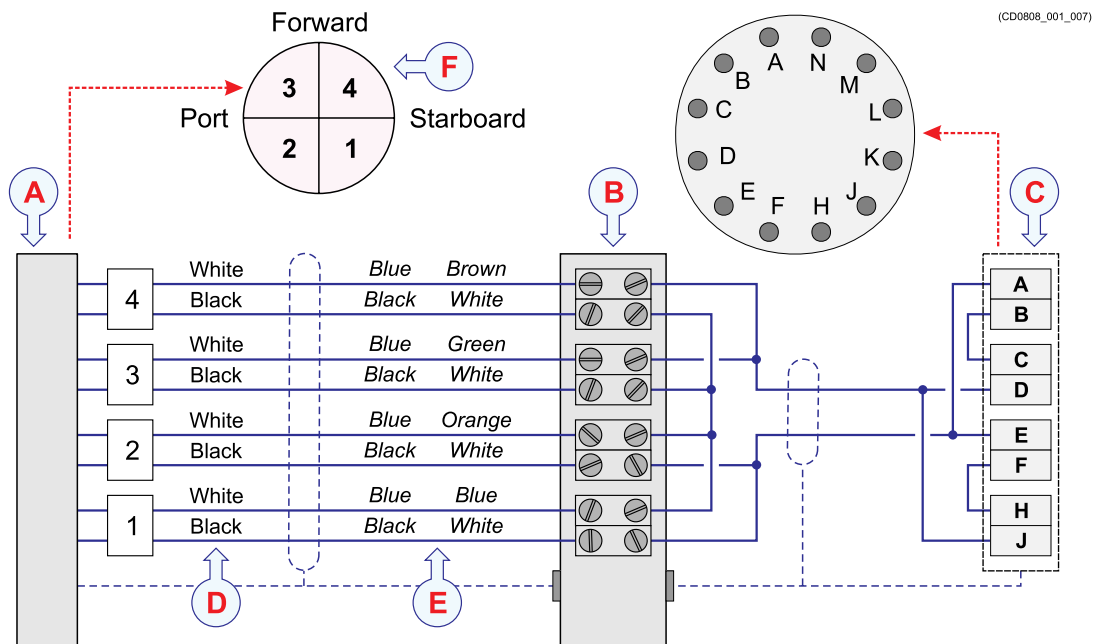 (CD0808_001_007)
Forward
F
3 4
Port
Starboard
2 1
A N
B M
C L
D K
E J
F H
A
B
C
White Blue Brown
4
Black Black White
White Blue Green
3
Black Black White
White Blue Orange
2
Black Black White
White Blue Blue
1
Black Black White
A
B
C
D
E
F
H
J
D
E